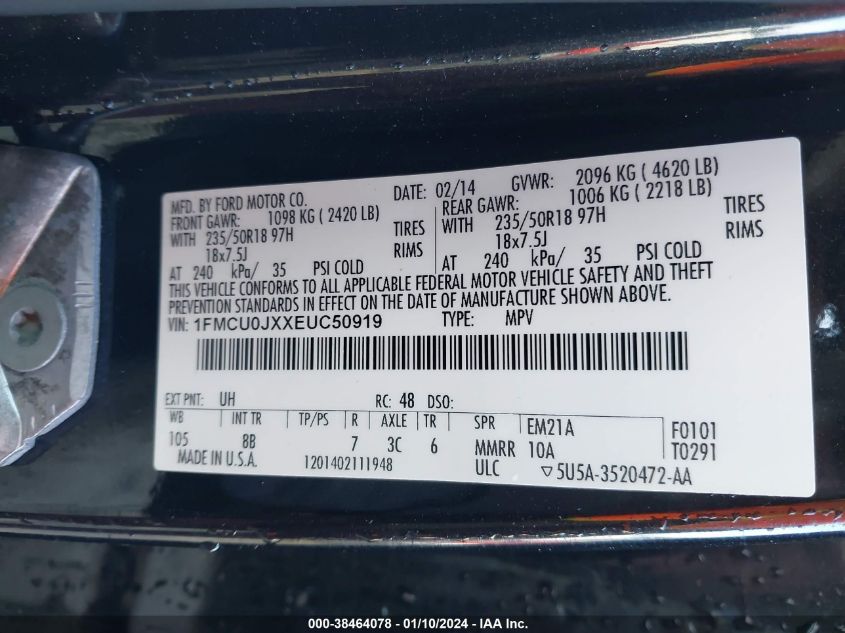 MFD. BY FORD MOTOR CO. DATE: 02/14 GVWR: 2096 KG ( 4620 LB)
FRONT GAWR: 1098 KG ( 2420 LB) REAR GAWR: 1006 KG ( 2218 LB)
WITH 235/50R18 97H TIRES WITH 235/50R18 97H TIRES
18x7.5J RIMS 18x7.5J RIMS
AT 240 kPa/ 35 PSI COLD AT 240 kPa/ 35 PSI COLD
THIS VEHICLE CONFORMS TO ALL APPLICABLE FEDERAL MOTOR VEHICLE SAFETY AND THEFT
PREVENTION STANDARDS IN EFFECT ON THE DATE OF MANUFACTURE SHOWN ABOVE.
VIN: 1FMCU0JXXEUC50919 TYPE: MPV
EXT PNT: UH RC: 48 DSO:
WB INT TR TP/PS R AXLE TR SPR EM21A F0101
105 8B 7 3C 6 MMRR 10A T0291
MADE IN U.S.A. 1201402111948 ULC ▽5U5A-3520472-AA
000-38464078 - 01/10/2024 - IAA Inc.